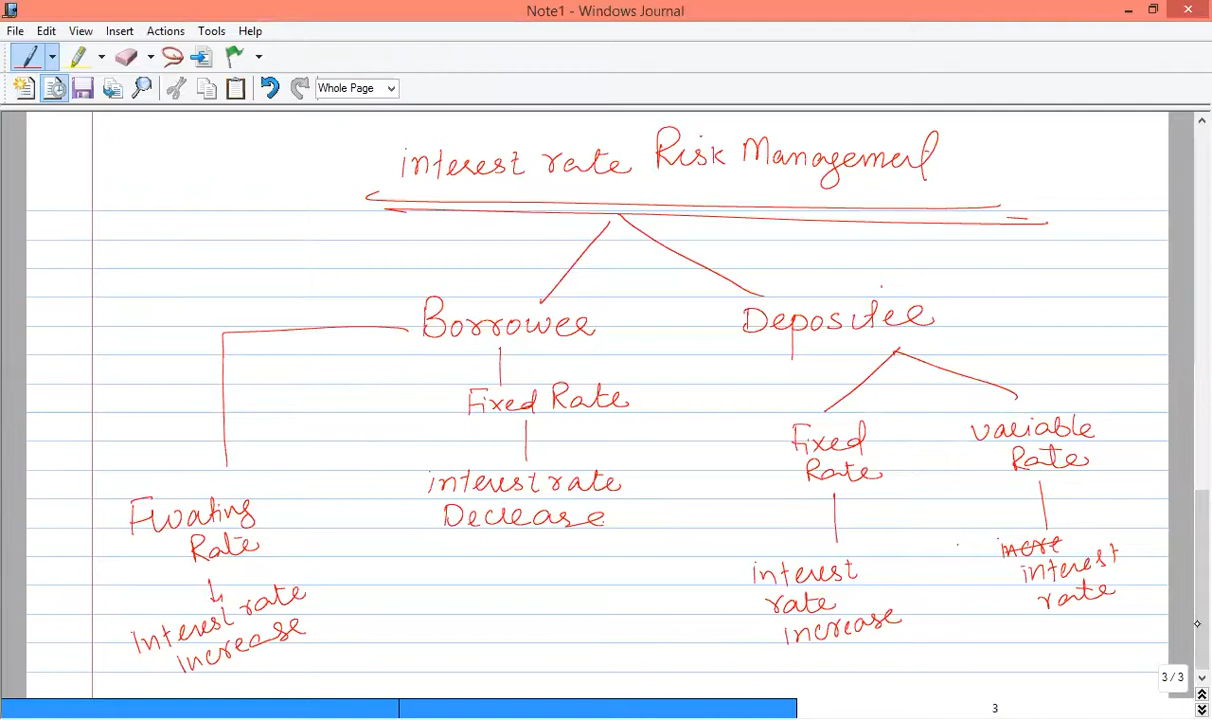 Note1 - Windows Journal
File Edit View Insert Actions Tools Help
Whole Page
interest rate Risk Management
Borrower
Depositer
Fixed Rate
Fixed
Rate
Variable
Rate
interest rate
Decrease
Floating
Rate
interest
rate
increase
interest
rate
Interest rate
increase
3 / 3
3